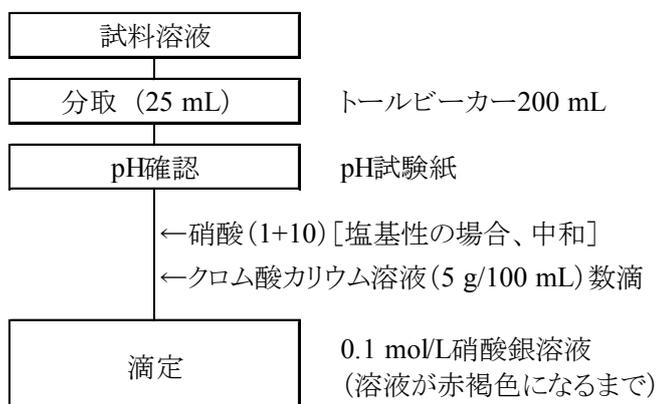 試料溶液
分取 (25 mL) トールビーカー200 mL
pH確認 pH試験紙
←硝酸(1+10)[塩基性の場合、中和]
←クロム酸カリウム溶液(5 g/100 mL)数滴
滴定 0.1 mol/L硝酸銀溶液
(溶液が赤褐色になるまで)